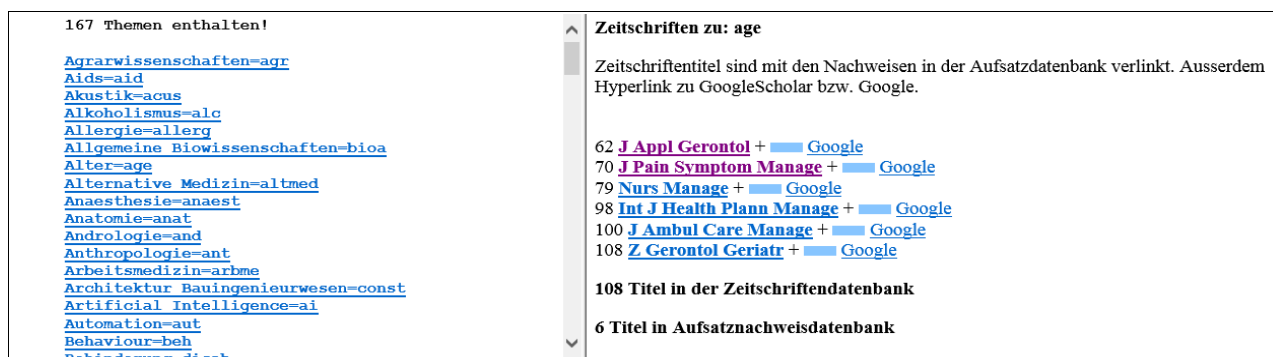 167 Themen enthalten!
Agrarwissenschaften=agr
Aids=aid
Akustik=acus
Alkoholismus=alc
Allergie=allerg
Allgemeine Biowissenschaften=bioa
Alter=age
Alternative Medizin=altmed
Anaesthesie=anaest
Anatomie=anat
Andrologie=and
Anthropologie=ant
Arbeitsmedizin=arbme
Architektur Bauingenieurwesen=const
Artificial Intelligence=ai
Automation=aut
Behaviour=beh
Zeitschriften zu: age
Zeitschriftentitel sind mit den Nachweisen in der Aufsatzdatenbank verlinkt. Ausserdem
Hyperlink zu GoogleScholar bzw. Google.
62 J Appl Gerontol + Google
70 J Pain Symptom Manage + Google
79 Nurs Manage + Google
98 Int J Health Plann Manage + Google
100 J Ambul Care Manage + Google
108 Z Gerontol Geriatr + Google
108 Titel in der Zeitschriftendatenbank
6 Titel in Aufsatznachweisdatenbank